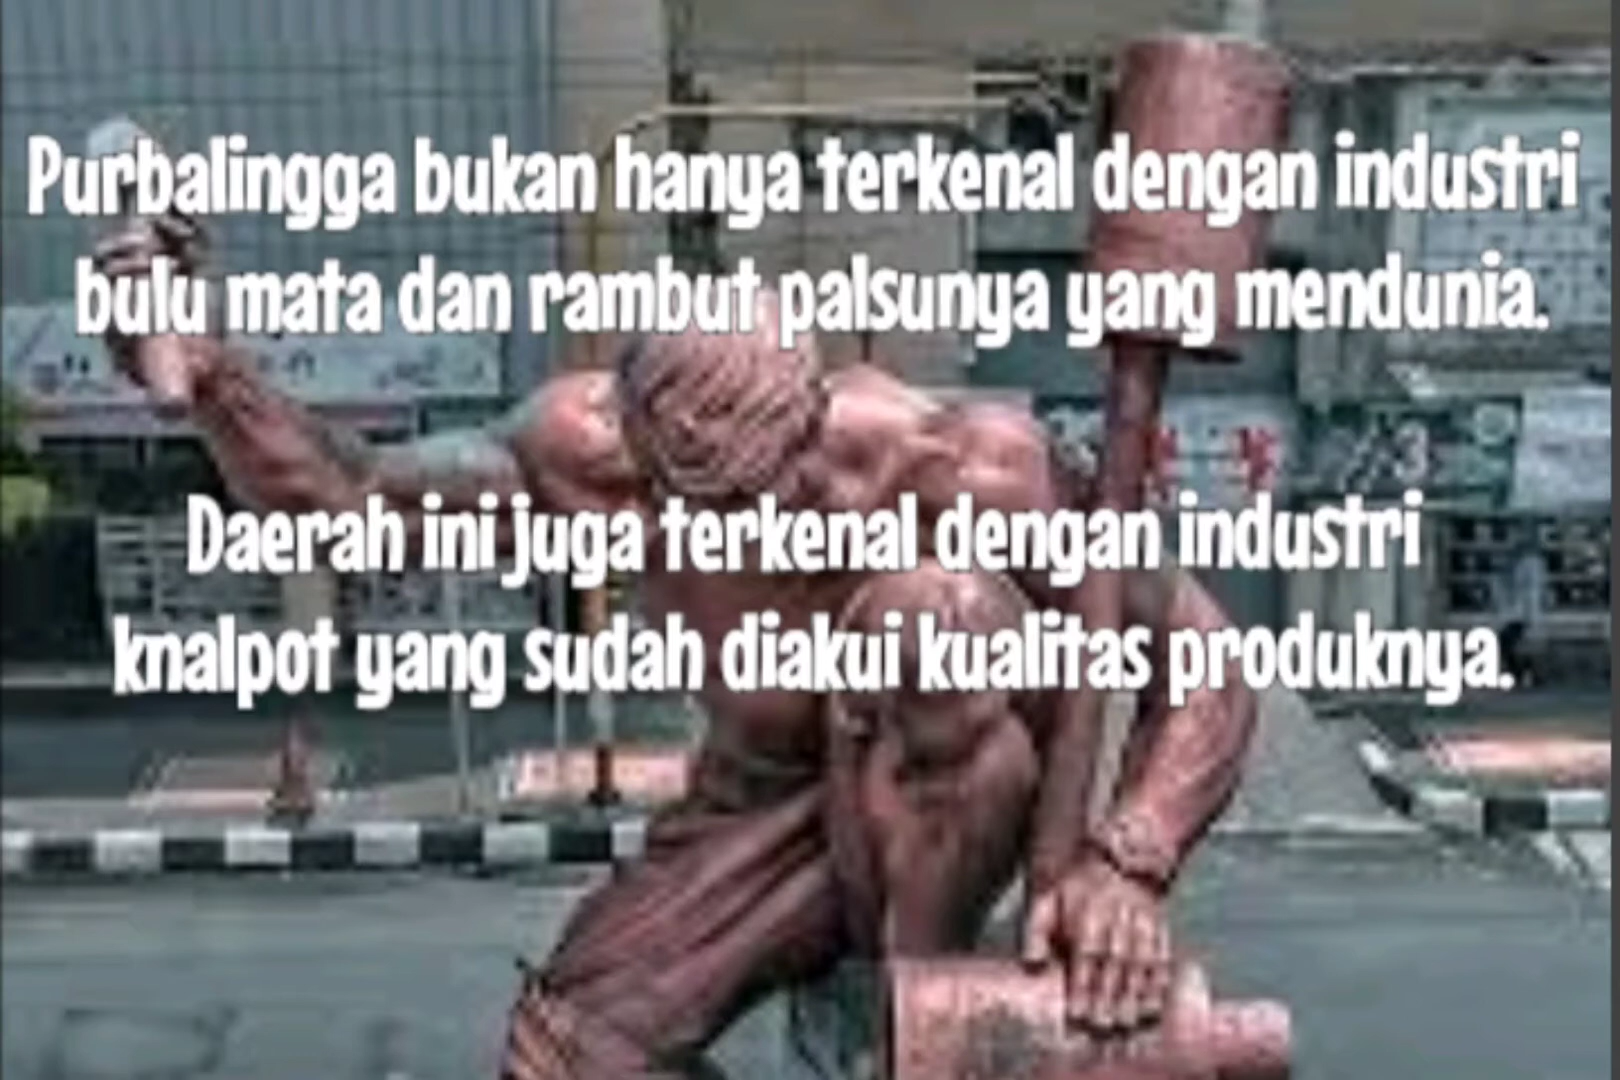 Purbalingga bukan hanya terkenal dengan industri
bulu mata dan rambut palsunya yang mendunia.
Daerah ini juga terkenal dengan industri
knalpot yang sudah diakui kualitas produknya.